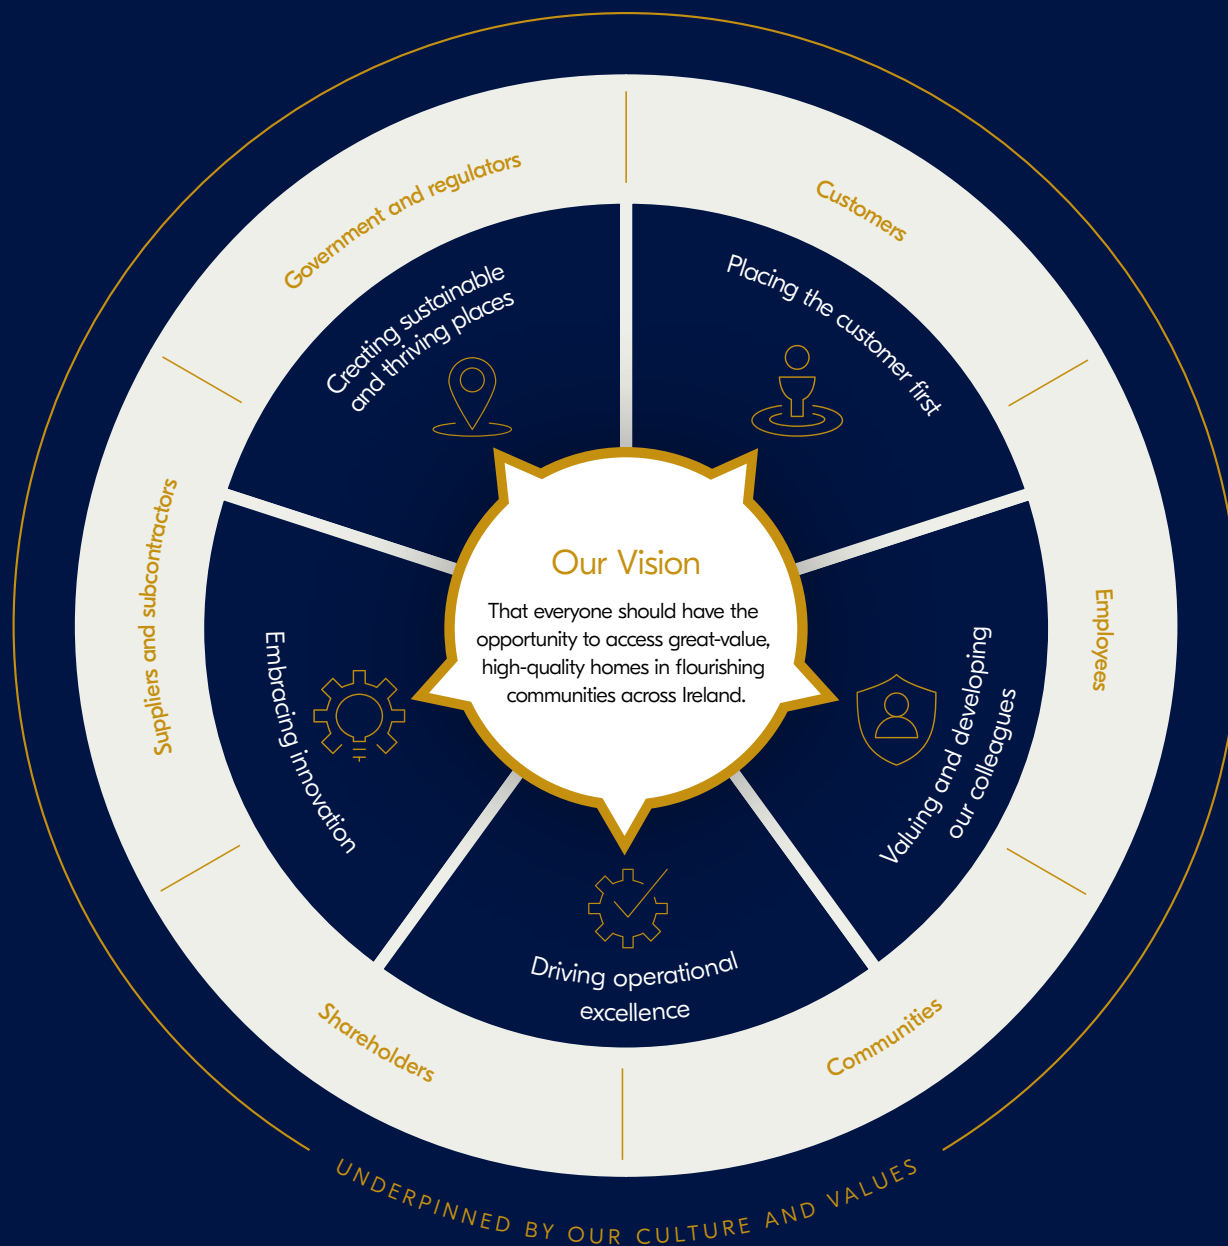 Government and regulators
Customers
Creating sustainable
and thriving places
Placing the customer first
Suppliers and subcontractors
Our Vision
That everyone should have the
opportunity to access great-value,
high-quality homes in flourishing
communities across Ireland.
Employees
Embracing innovation
Valuing and developing
our colleagues
Driving operational
excellence
Shareholders
Communities
UNDERPINNED BY OUR CULTURE AND VALUES